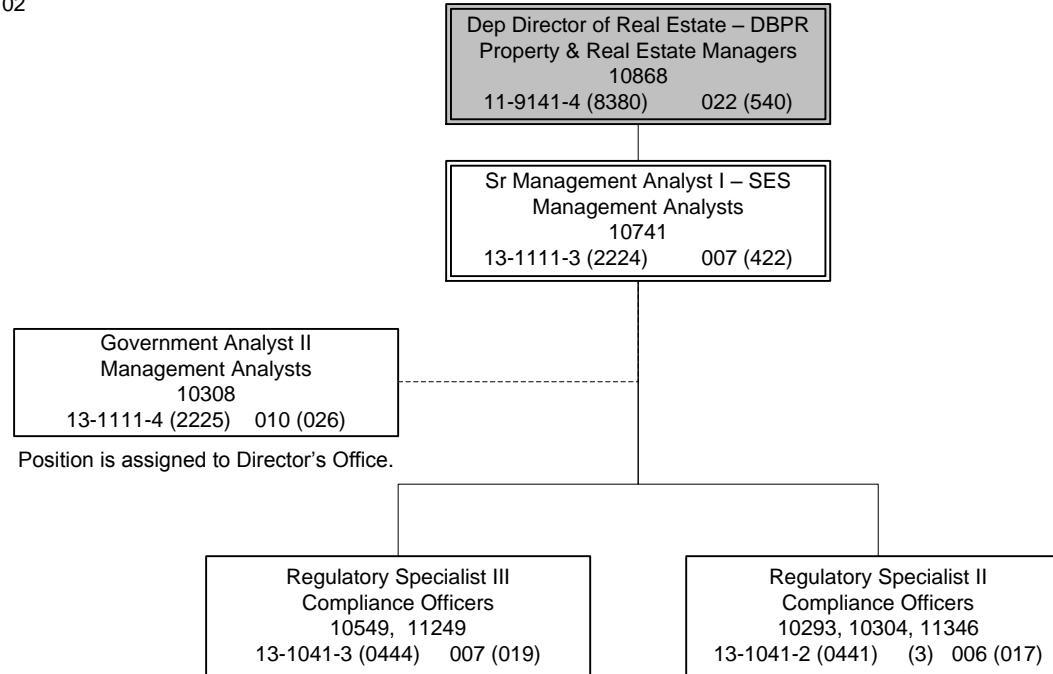 02
Dep Director of Real Estate – DBPR
Property & Real Estate Managers
10868
11-9141-4 (8380) 022 (540)
Sr Management Analyst I – SES
Management Analysts
10741
13-1111-3 (2224) 007 (422)
Government Analyst II
Management Analysts
10308
13-1111-4 (2225) 010 (026)
Position is assigned to Director’s Office.
Regulatory Specialist III
Compliance Officers
10549, 11249
13-1041-3 (0444) 007 (019)
Regulatory Specialist II
Compliance Officers
10293, 10304, 11346
13-1041-2 (0441) (3) 006 (017)